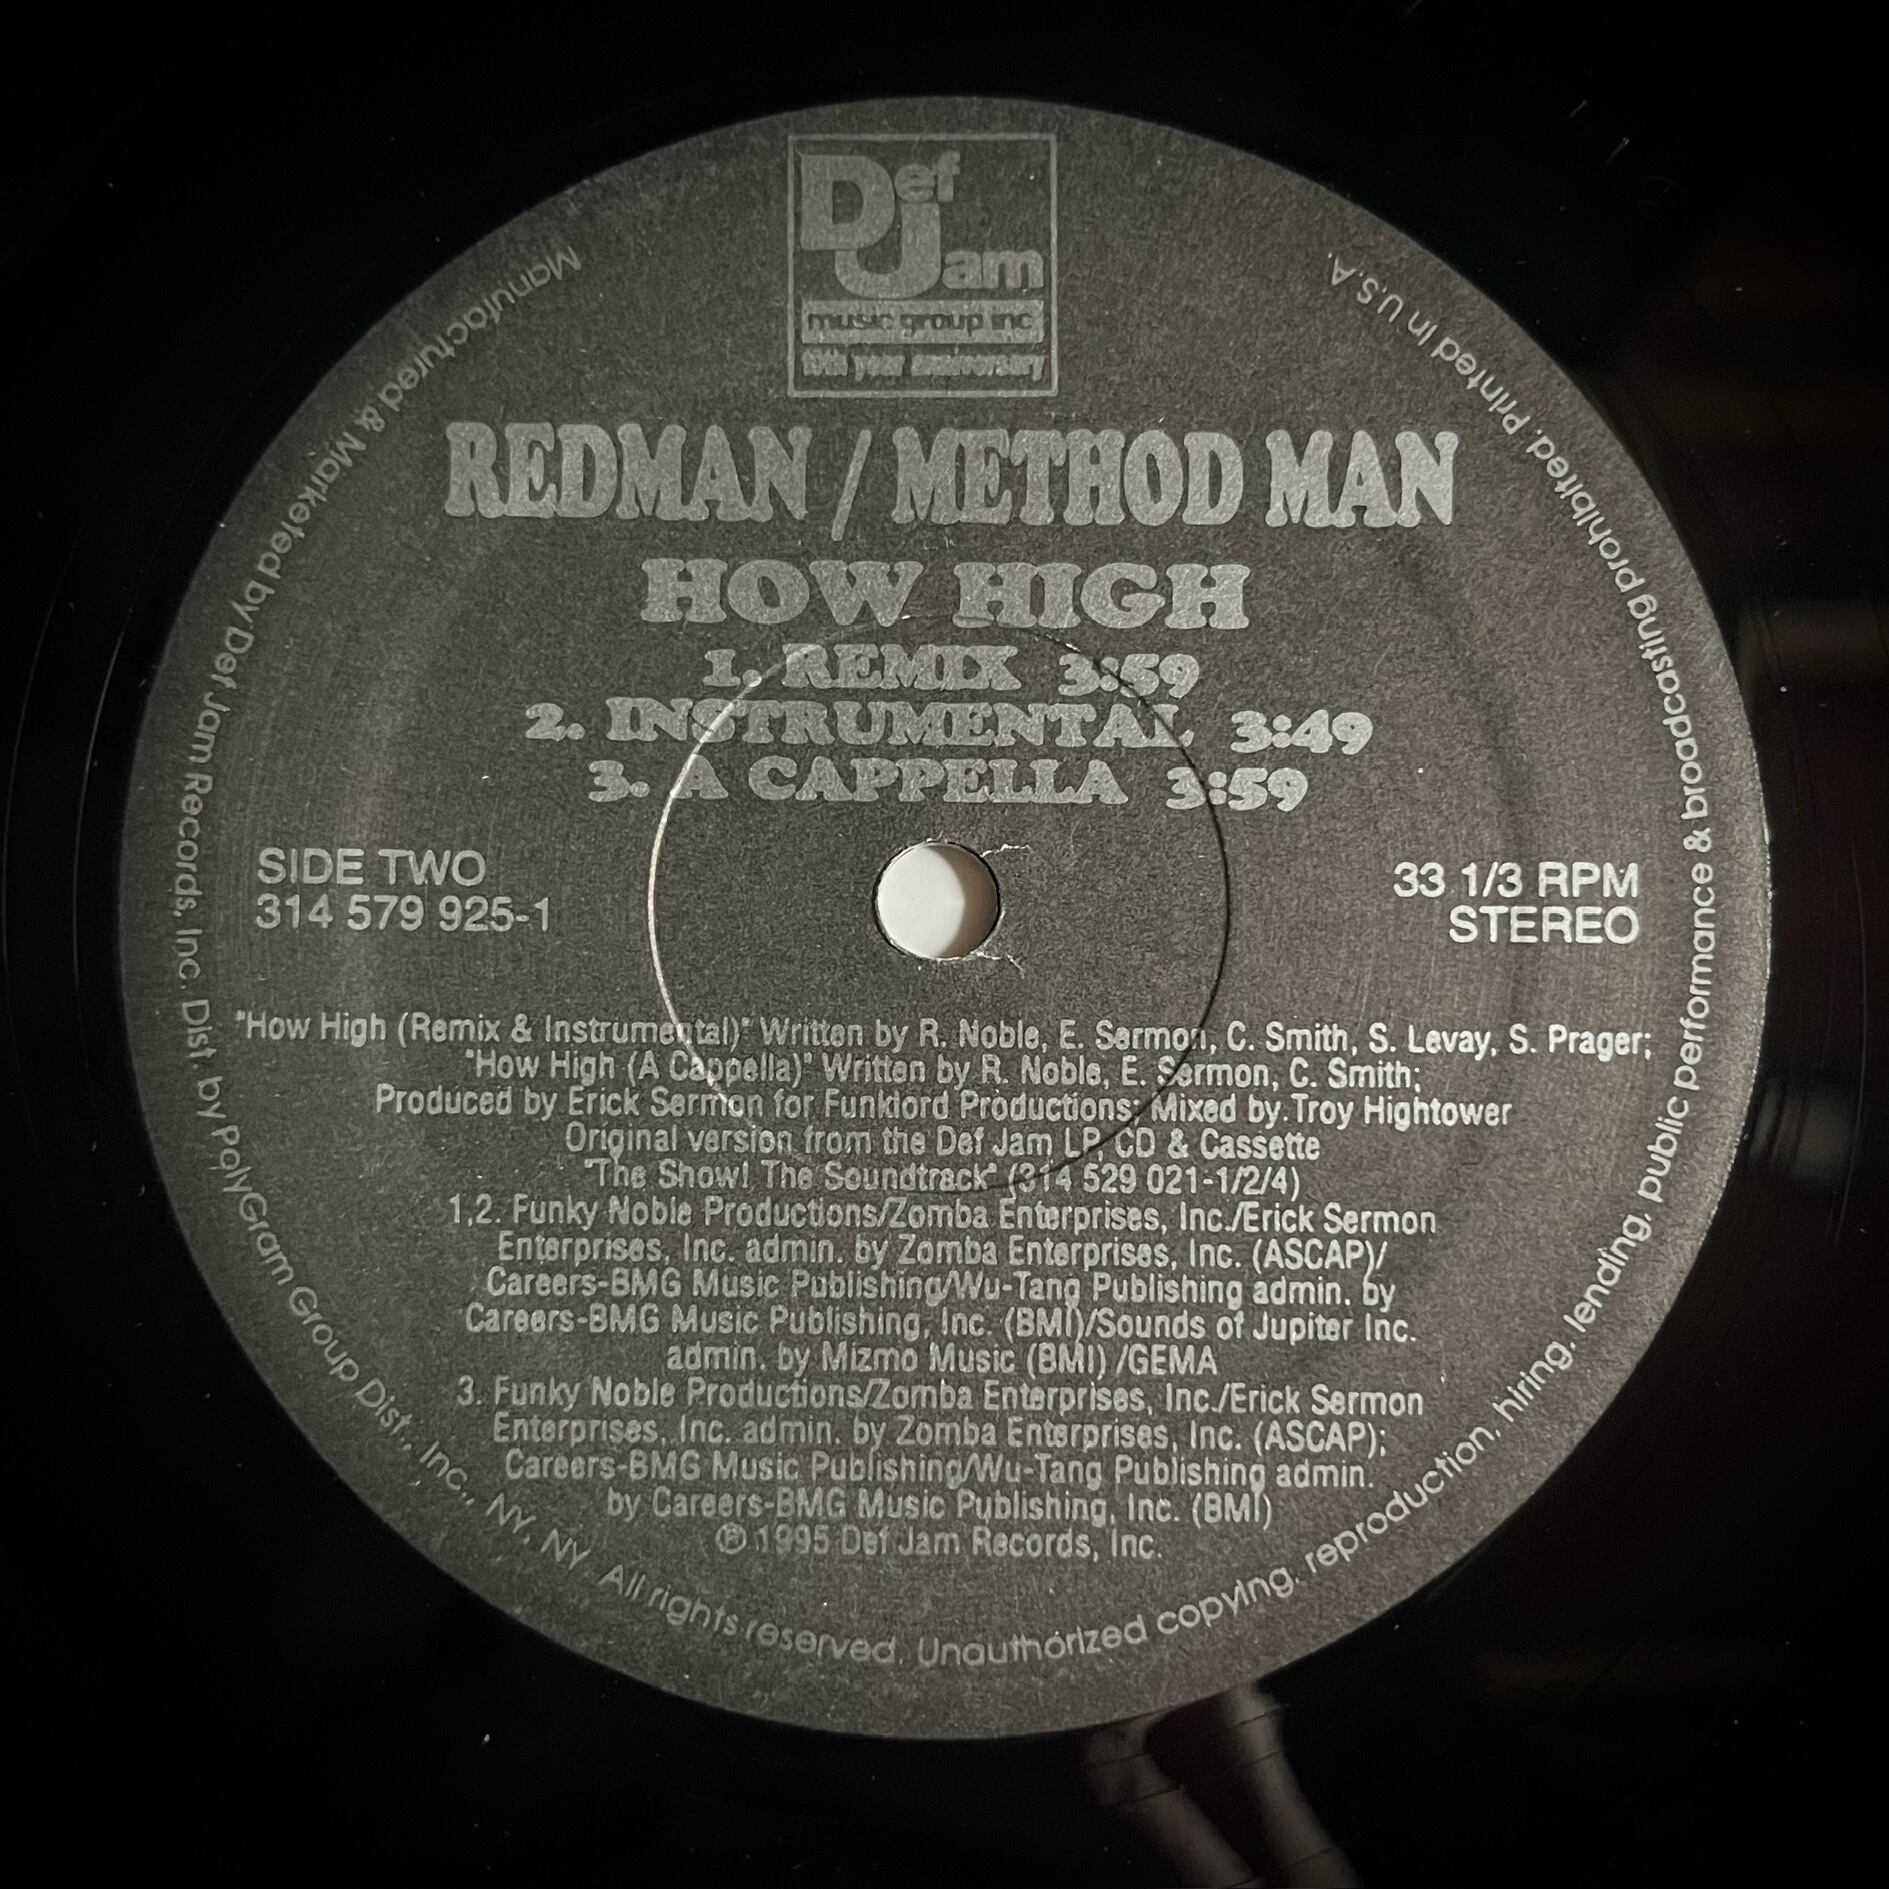 Def Jam
music group inc.
10th year anniversary
REDMAN / METHOD MAN
HOW HIGH
1. REMIX 3:59
2. INSTRUMENTAL 3:49
3. A CAPPELLA 3:59
SIDE TWO
314 579 925-1
33 1/3 RPM
STEREO
"How High (Remix & Instrumental)" Written by R. Noble, E. Sermon, C. Smith, S. Levay, S. Prager;
"How High (A Cappella)" Written by R. Noble, E. Sermon, C. Smith;
Produced by Erick Sermon for Funklord Productions; Mixed by Troy Hightower
Original version from the Def Jam LP, CD & Cassette
"The Show! The Soundtrack" (314 529 021-1/2/4)
1,2. Funky Noble Productions/Zomba Enterprises, Inc./Erick Sermon
Enterprises, Inc. admin. by Zomba Enterprises, Inc. (ASCAP)/
Careers-BMG Music Publishing/Wu-Tang Publishing admin. by
Careers-BMG Music Publishing, Inc. (BMI)/Sounds of Jupiter Inc.
admin. by Mizmo Music (BMI) /GEMA
3. Funky Noble Productions/Zomba Enterprises, Inc./Erick Sermon
Enterprises, Inc. admin. by Zomba Enterprises, Inc. (ASCAP);
Careers-BMG Music Publishing/Wu-Tang Publishing admin.
by Careers-BMG Music Publishing, Inc. (BMI)
℗ 1995 Def Jam Records, Inc.
Manufactured & Marketed by Def Jam Records, Inc. Dist. by PolyGram Group Dist., Inc., NY, NY. All rights reserved. Unauthorized copying, reproduction, hiring, lending, public performance & broadcasting prohibited. Printed in U.S.A.